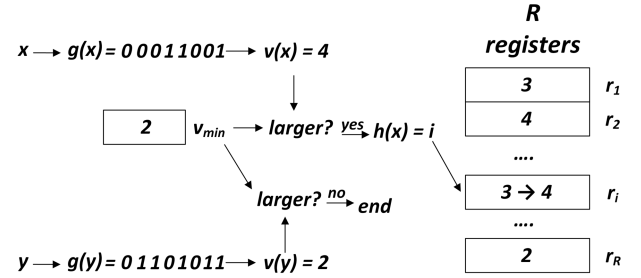 R
registers
x → g(x) = 0 0 0 1 1 0 0 1 → v(x) = 4
3 r1
2 vmin → larger? yes → h(x) = i
4 r2
....
larger? no → end
3 → 4 ri
....
y → g(y) = 0 1 1 0 1 0 1 1 → v(y) = 2
2 rR